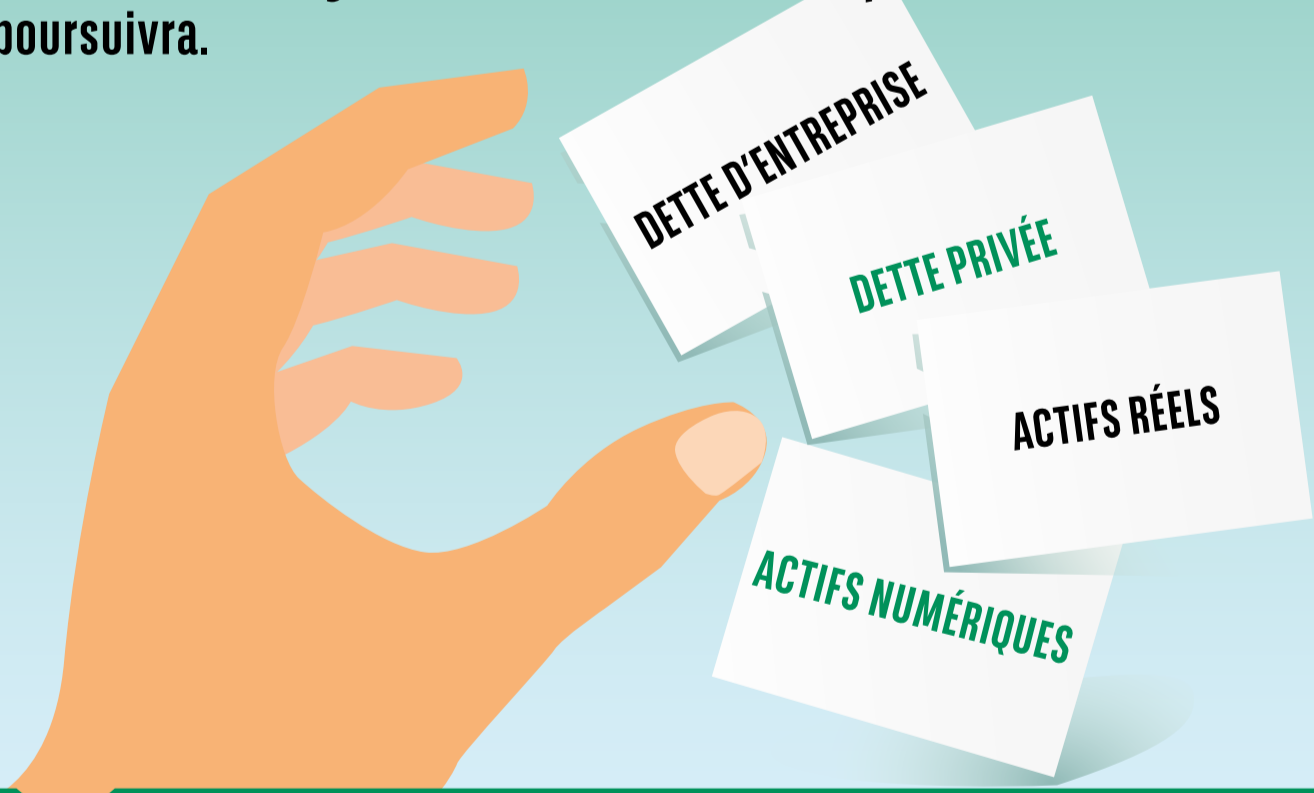 poursuivra.
DETTE D'ENTREPRISE
DETTE PRIVÉE
ACTIFS RÉELS
ACTIFS NUMÉRIQUES